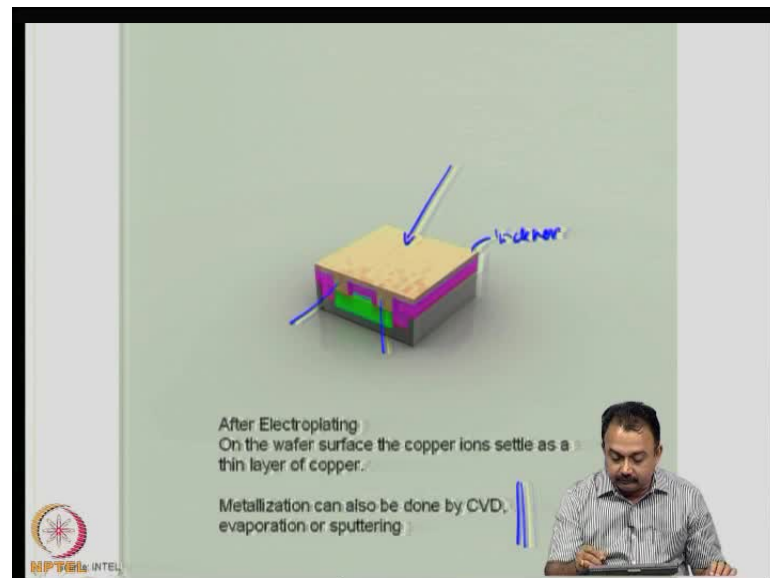 After Electroplating
On the wafer surface the copper ions settle as a
thin layer of copper.
Metallization can also be done by CVD,
evaporation or sputtering
NPTEL
INTEL